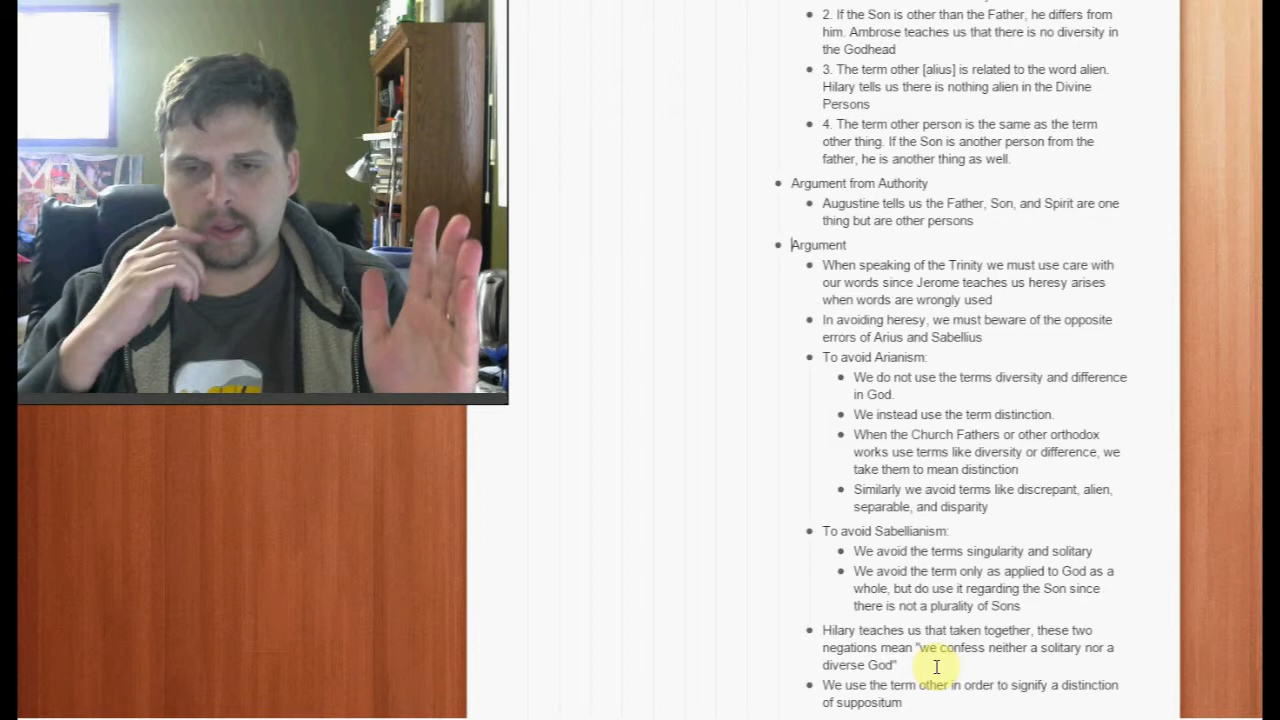 2. If the Son is other than the Father, he differs from
him. Ambrose teaches us that there is no diversity in
the Godhead
3. The term other [alius] is related to the word alien.
Hilary tells us there is nothing alien in the Divine
Persons
4. The term other person is the same as the term
other thing. If the Son is another person from the
father, he is another thing as well.
Argument from Authority
Augustine tells us the Father, Son, and Spirit are one
thing but are other persons
Argument
When speaking of the Trinity we must use care with
our words since Jerome teaches us heresy arises
when words are wrongly used
In avoiding heresy, we must beware of the opposite
errors of Arius and Sabellius
To avoid Arianism:
We do not use the terms diversity and difference
in God.
We instead use the term distinction.
When the Church Fathers or other orthodox
works use terms like diversity or difference, we
take them to mean distinction
Similarly we avoid terms like discrepant, alien,
separable, and disparity
To avoid Sabellianism:
We avoid the terms singularity and solitary
We avoid the term only as applied to God as a
whole, but do use it regarding the Son since
there is not a plurality of Sons
Hilary teaches us that taken together, these two
negations mean "we confess neither a solitary nor a
diverse God"
We use the term other in order to signify a distinction
of suppositum